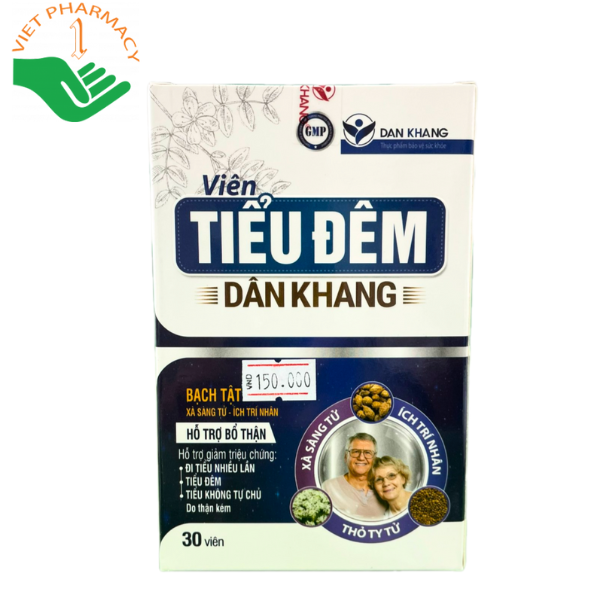 VIET PHARMACY
1
KHANG
GMP
DAN KHANG
Thực phẩm bảo vệ sức khỏe
Viên
TIỂU ĐÊM
DÂN KHANG
BẠCH TẬT
VND 150.000
XÀ SÀNG TỬ - ÍCH TRÍ NHÂN
HỖ TRỢ BỔ THẬN
Hỗ trợ giảm triệu chứng:
ĐI TIỂU NHIỀU LẦN
TIỂU ĐÊM
TIỂU KHÔNG TỰ CHỦ
Do thận kém
XÀ SÀNG TỬ
ÍCH TRÍ NHÂN
THỎ TY TỬ
30 viên